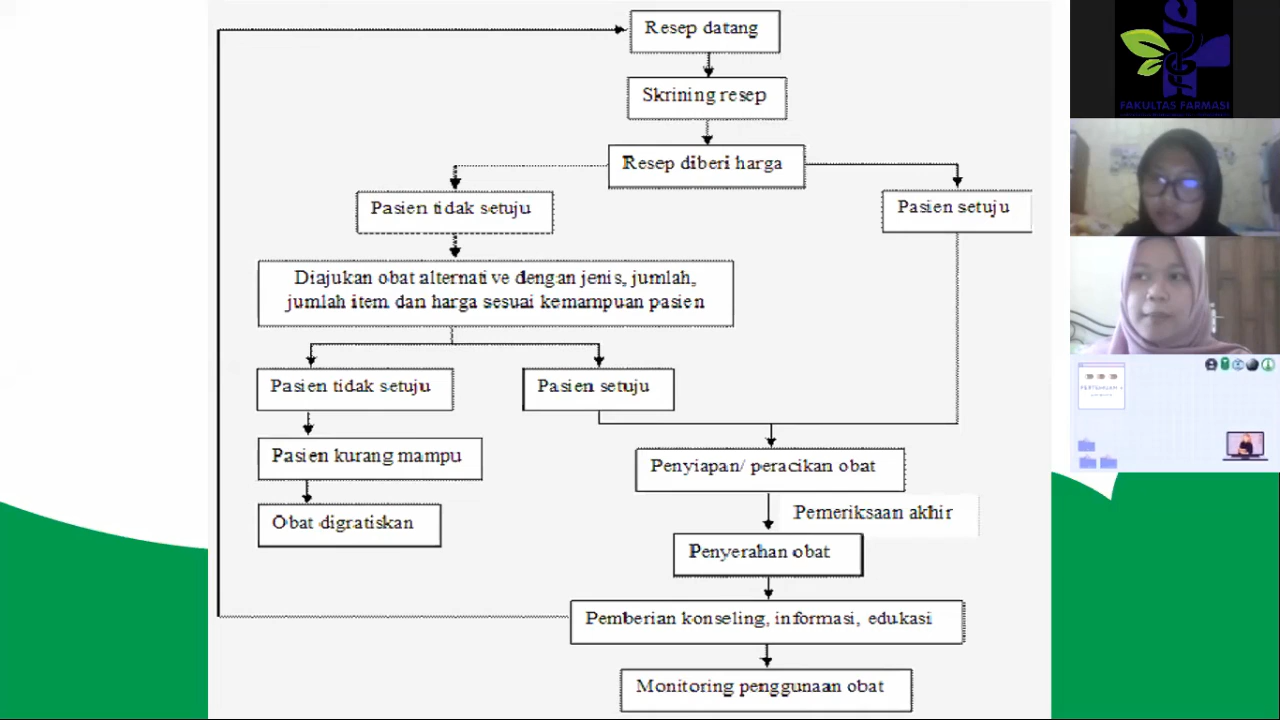 Resep datang
Skrining resep
Resep diberi harga
Pasien tidak setuju
Pasien setuju
Diajukan obat alternative dengan jenis, jumlah,
jumlah item dan harga sesuai kemampuan pasien
Pasien tidak setuju
Pasien setuju
Pasien kurang mampu
Penyiapan/ peracikan obat
Obat digratiskan
Pemeriksaan akhir
Penyerahan obat
Pemberian konseling, informasi, edukasi
Monitoring penggunaan obat
FAKULTAS FARMASI